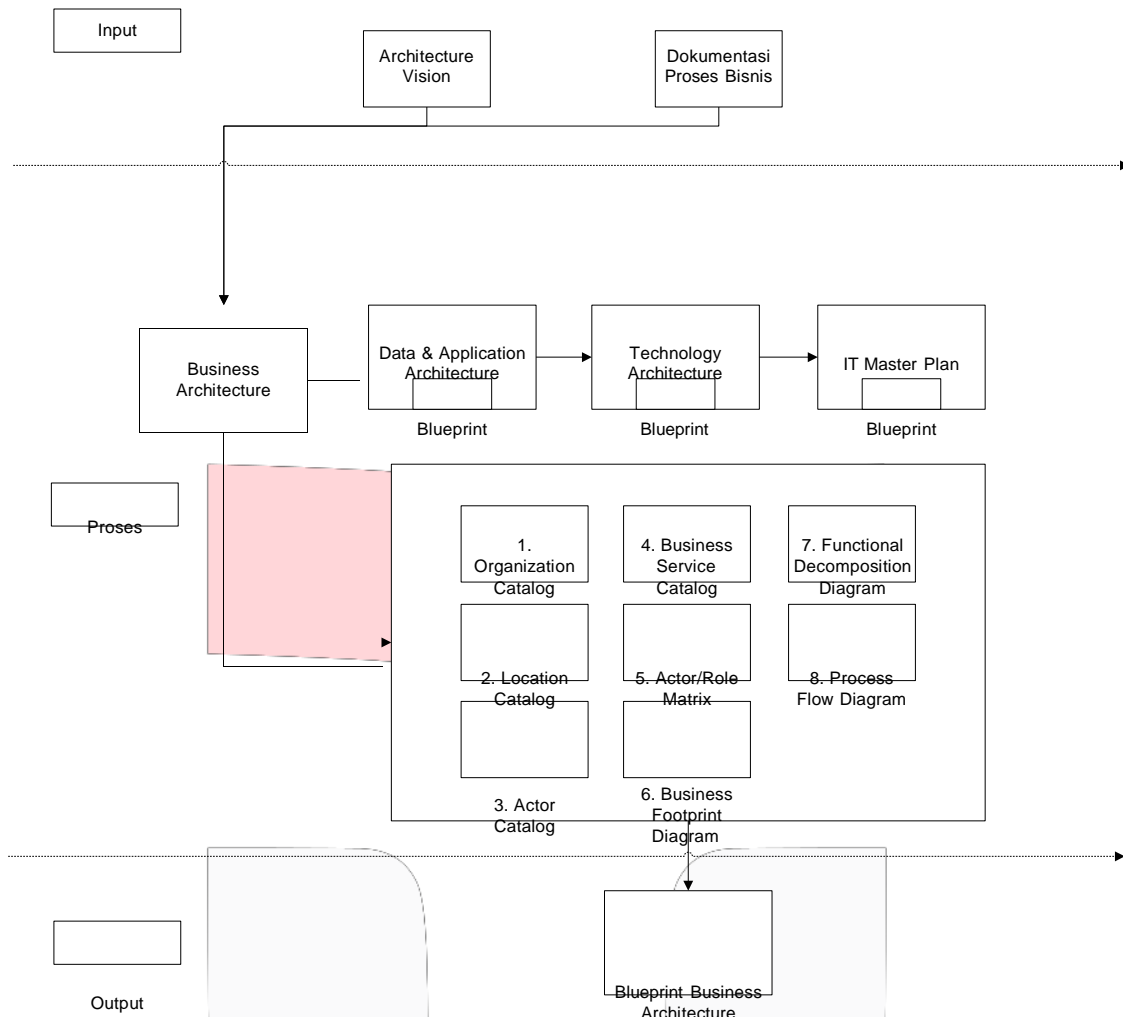 Input
Architecture
Vision
Dokumentasi
Proses Bisnis
Business
Architecture
Data & Application
Architecture
Blueprint
Technology
Architecture
Blueprint
IT Master Plan
Blueprint
Proses
1.
Organization
Catalog
4. Business
Service
Catalog
7. Functional
Decomposition
Diagram
2. Location
Catalog
5. Actor/Role
Matrix
8. Process
Flow Diagram
3. Actor
Catalog
6. Business
Footprint
Diagram
Output
Blueprint Business
Architecture